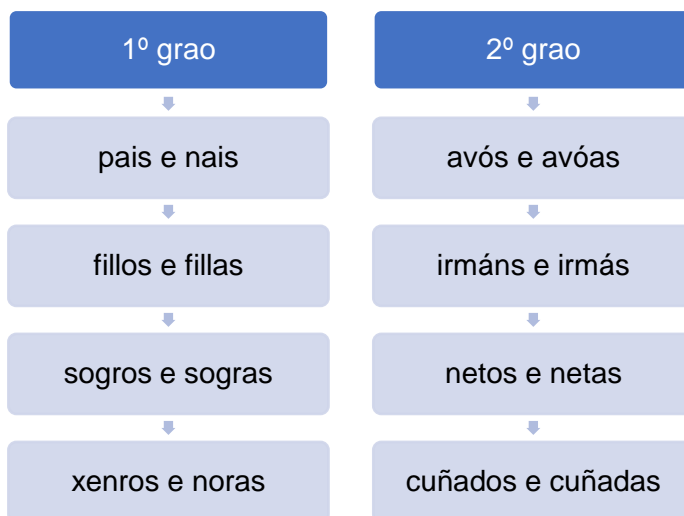 1º grao
pais e nais
fillos e fillas
sogros e sogras
xenros e noras
2º grao
avós e avóas
irmáns e irmás
netos e netas
cuñados e cuñadas